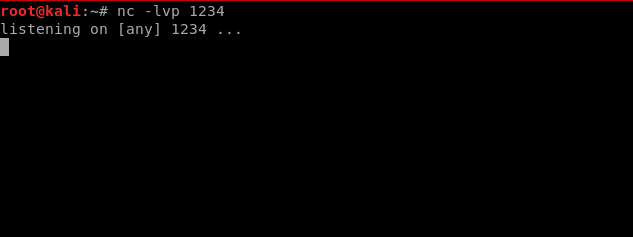 root@kali:~# nc -lvp 1234
listening on [any] 1234 ...